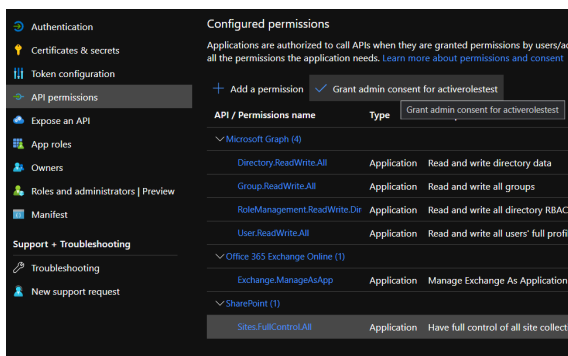 Authentication
Certificates & secrets
Token configuration
API permissions
Expose an API
App roles
Owners
Roles and administrators | Preview
Manifest
Support + Troubleshooting
Troubleshooting
New support request
Configured permissions
Applications are authorized to call APIs when they are granted permissions by users/ad
all the permissions the application needs. Learn more about permissions and consent
Add a permission
Grant admin consent for activerolestest
Grant admin consent for activerolestest
API / Permissions name Type
Microsoft Graph (4)
Directory.ReadWrite.All Application Read and write directory data
Group.ReadWrite.All Application Read and write all groups
RoleManagement.ReadWrite.Dir Application Read and write all directory RBAC
User.ReadWrite.All Application Read and write all users' full profi
Office 365 Exchange Online (1)
Exchange.ManageAsApp Application Manage Exchange As Application
SharePoint (1)
Sites.FullControl.All Application Have full control of all site collect